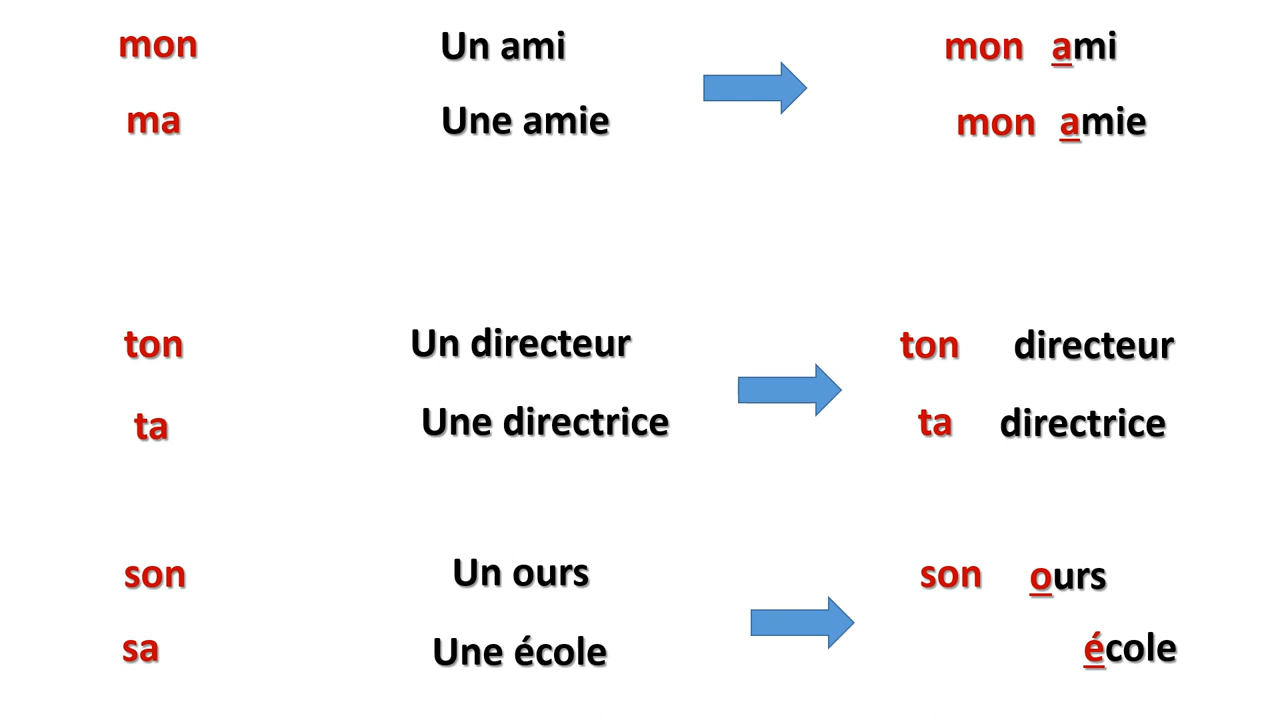 mon Un ami mon ami
ma Une amie mon amie
ton Un directeur ton directeur
ta Une directrice ta directrice
son Un ours son ours
sa Une école école